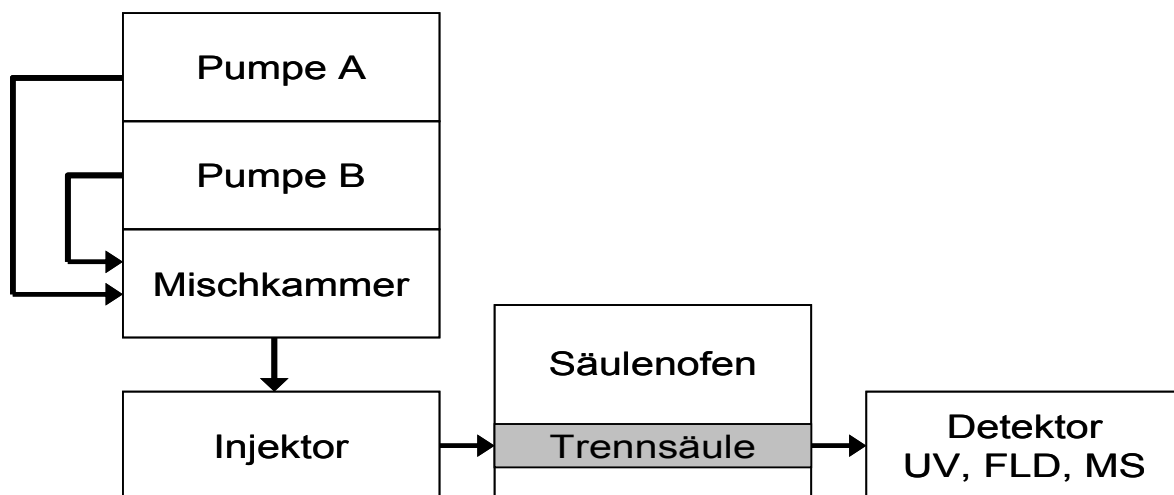 Pumpe A
Pumpe B
Mischkammer
Injektor
Säulenofen
Trennsäule
Detektor
UV, FLD, MS